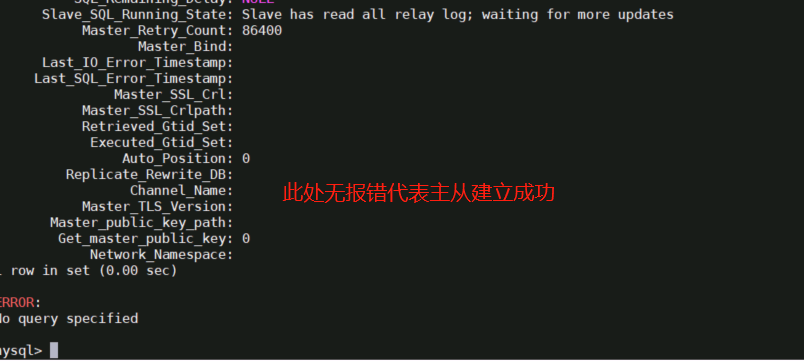 SQL_Remaining_Delay: NULL
Slave_SQL_Running_State: Slave has read all relay log; waiting for more updates
Master_Retry_Count: 86400
Master_Bind:
Last_IO_Error_Timestamp:
Last_SQL_Error_Timestamp:
Master_SSL_Crl:
Master_SSL_Crlpath:
Retrieved_Gtid_Set:
Executed_Gtid_Set:
Auto_Position: 0
Replicate_Rewrite_DB:
Channel_Name:
此处无报错代表主从建立成功
Master_TLS_Version:
Master_public_key_path:
Get_master_public_key: 0
Network_Namespace:
row in set (0.00 sec)
ERROR:
No query specified
mysql>